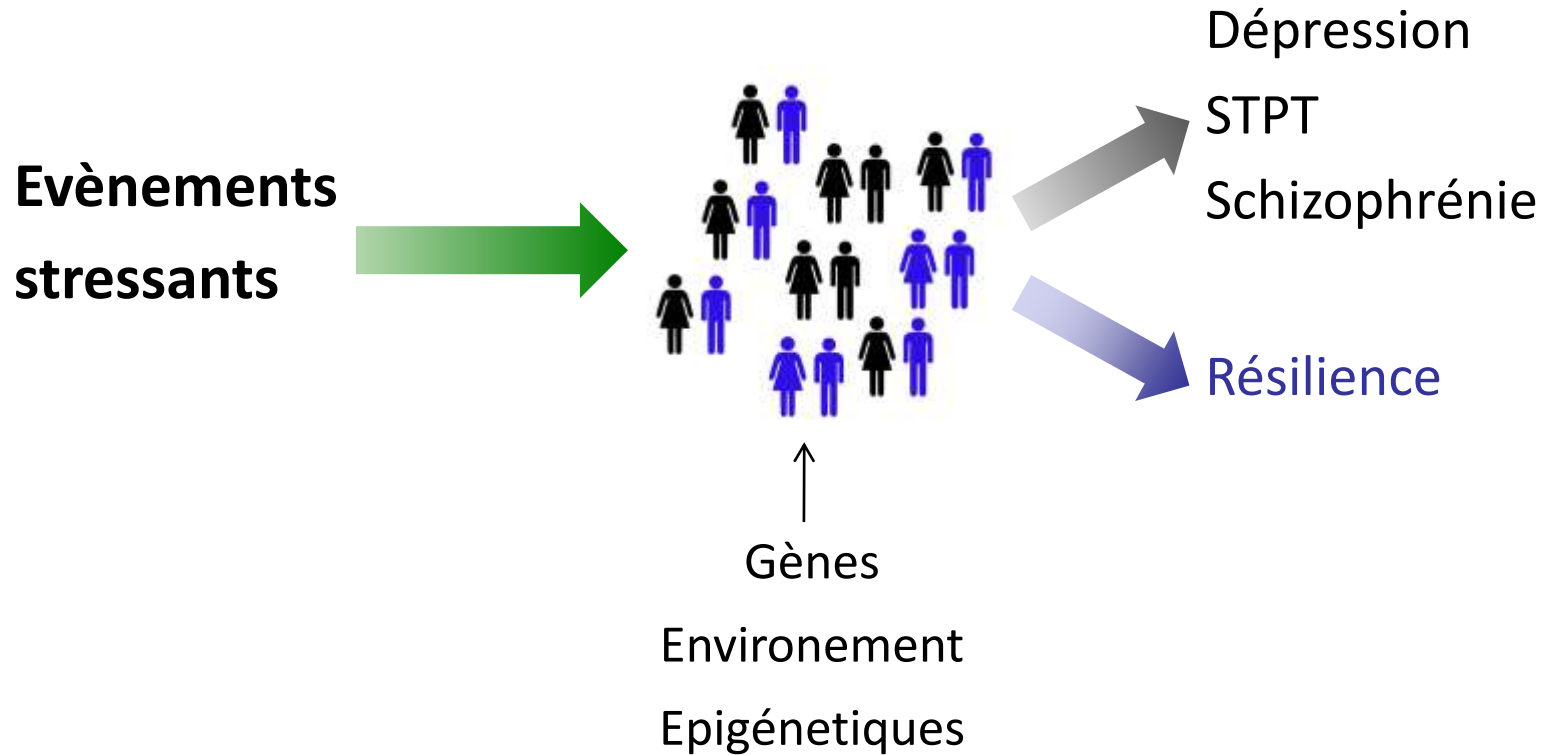 Evènements
stressants
Dépression
STPT
Schizophrénie
Résilience
Gènes
Environement
Epigénetiques